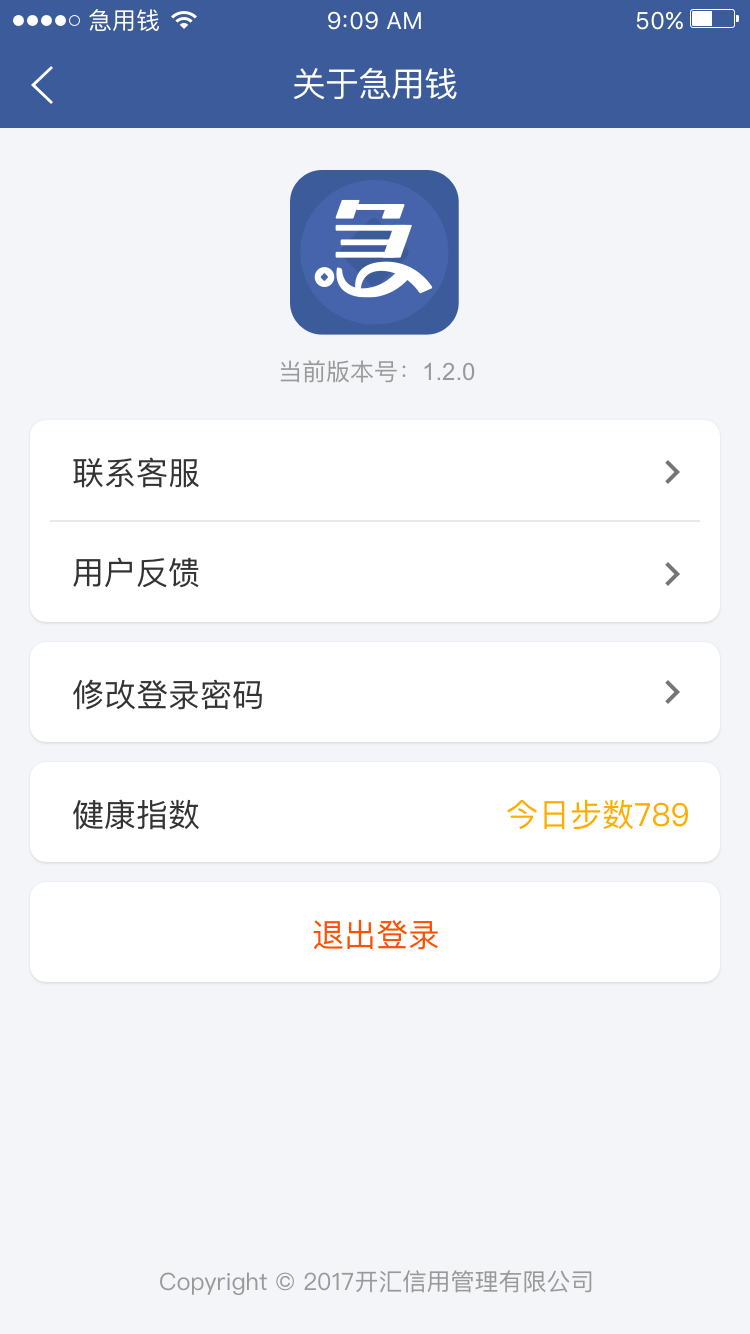 急用钱 9:09 AM 50%
关于急用钱
急
当前版本号：1.2.0
联系客服
用户反馈
修改登录密码
健康指数 今日步数789
退出登录
Copyright © 2017开汇信用管理有限公司